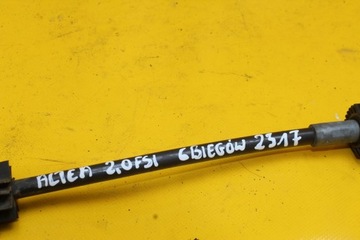 ALTEA 2,0FSI 6BIEGÓW 2317